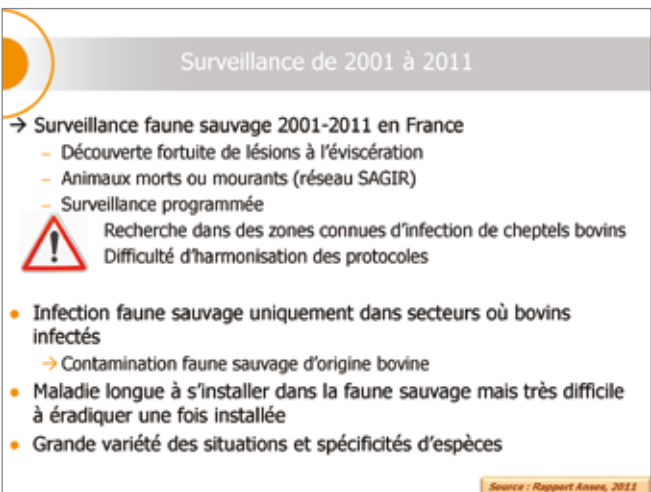 Surveillance de 2001 à 2011
→ Surveillance faune sauvage 2001-2011 en France
– Découverte fortuite de lésions à l'éviscération
– Animaux morts ou mourants (réseau SAGIR)
– Surveillance programmée
Recherche dans des zones connues d'infection de cheptels bovins
Difficulté d'harmonisation des protocoles
• Infection faune sauvage uniquement dans secteurs où bovins
infectés
→ Contamination faune sauvage d'origine bovine
• Maladie longue à s'installer dans la faune sauvage mais très difficile
à éradiquer une fois installée
• Grande variété des situations et spécificités d'espèces
Source : Rapport Anses, 2011